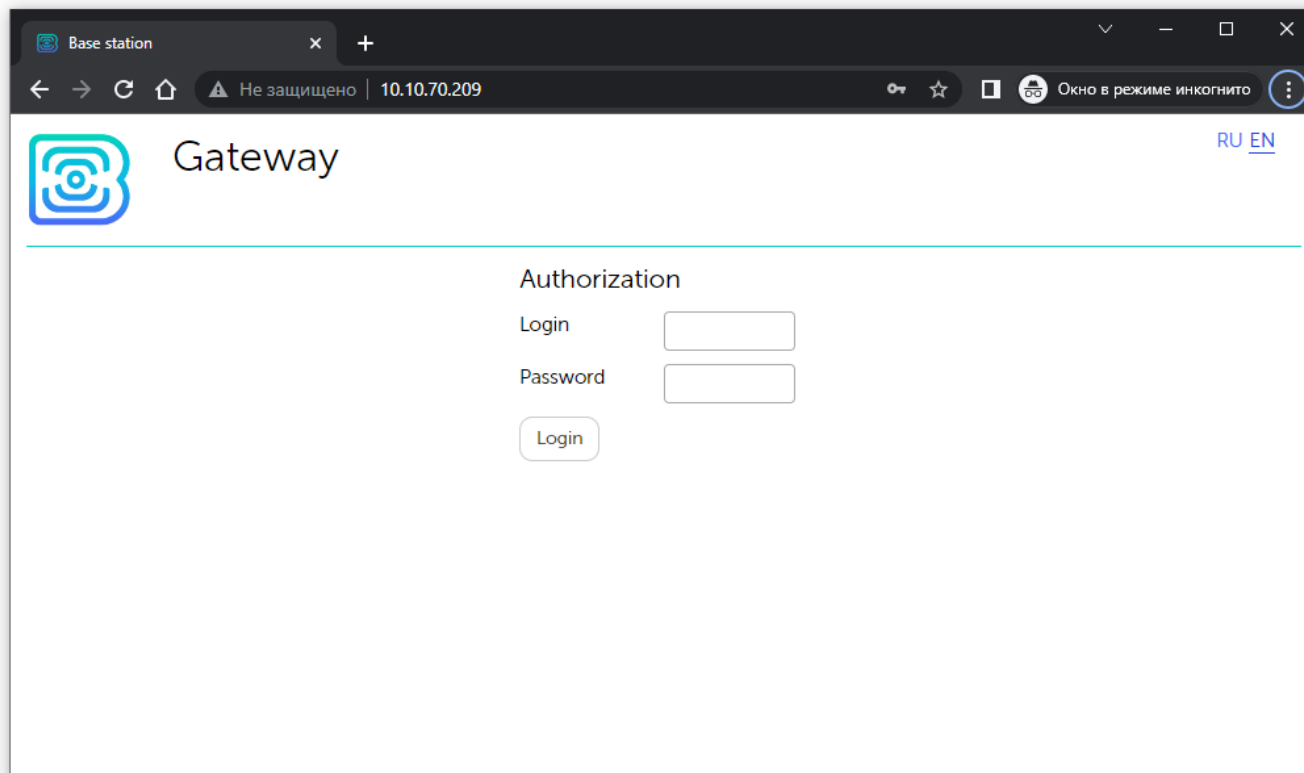 Base station
Не защищено 10.10.70.209 Окно в режиме инкогнито
Gateway
RU EN
Authorization
Login
Password
Login